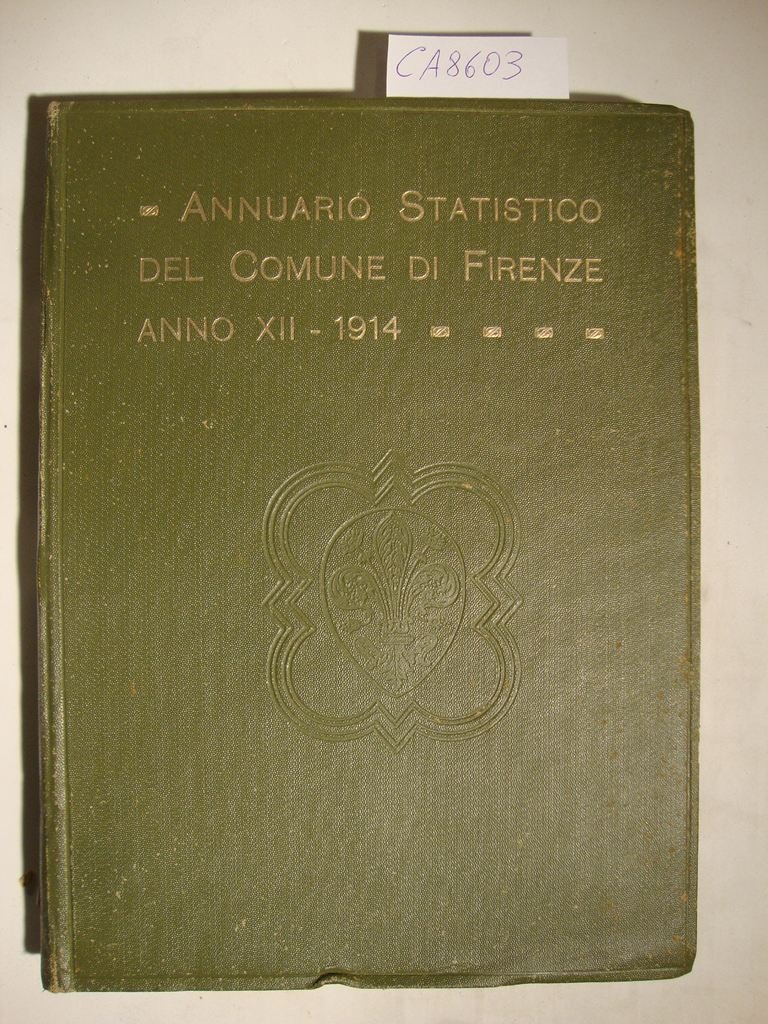 CA8603
ANNUARIO STATISTICO
DEL COMUNE DI FIRENZE
ANNO XII - 1914